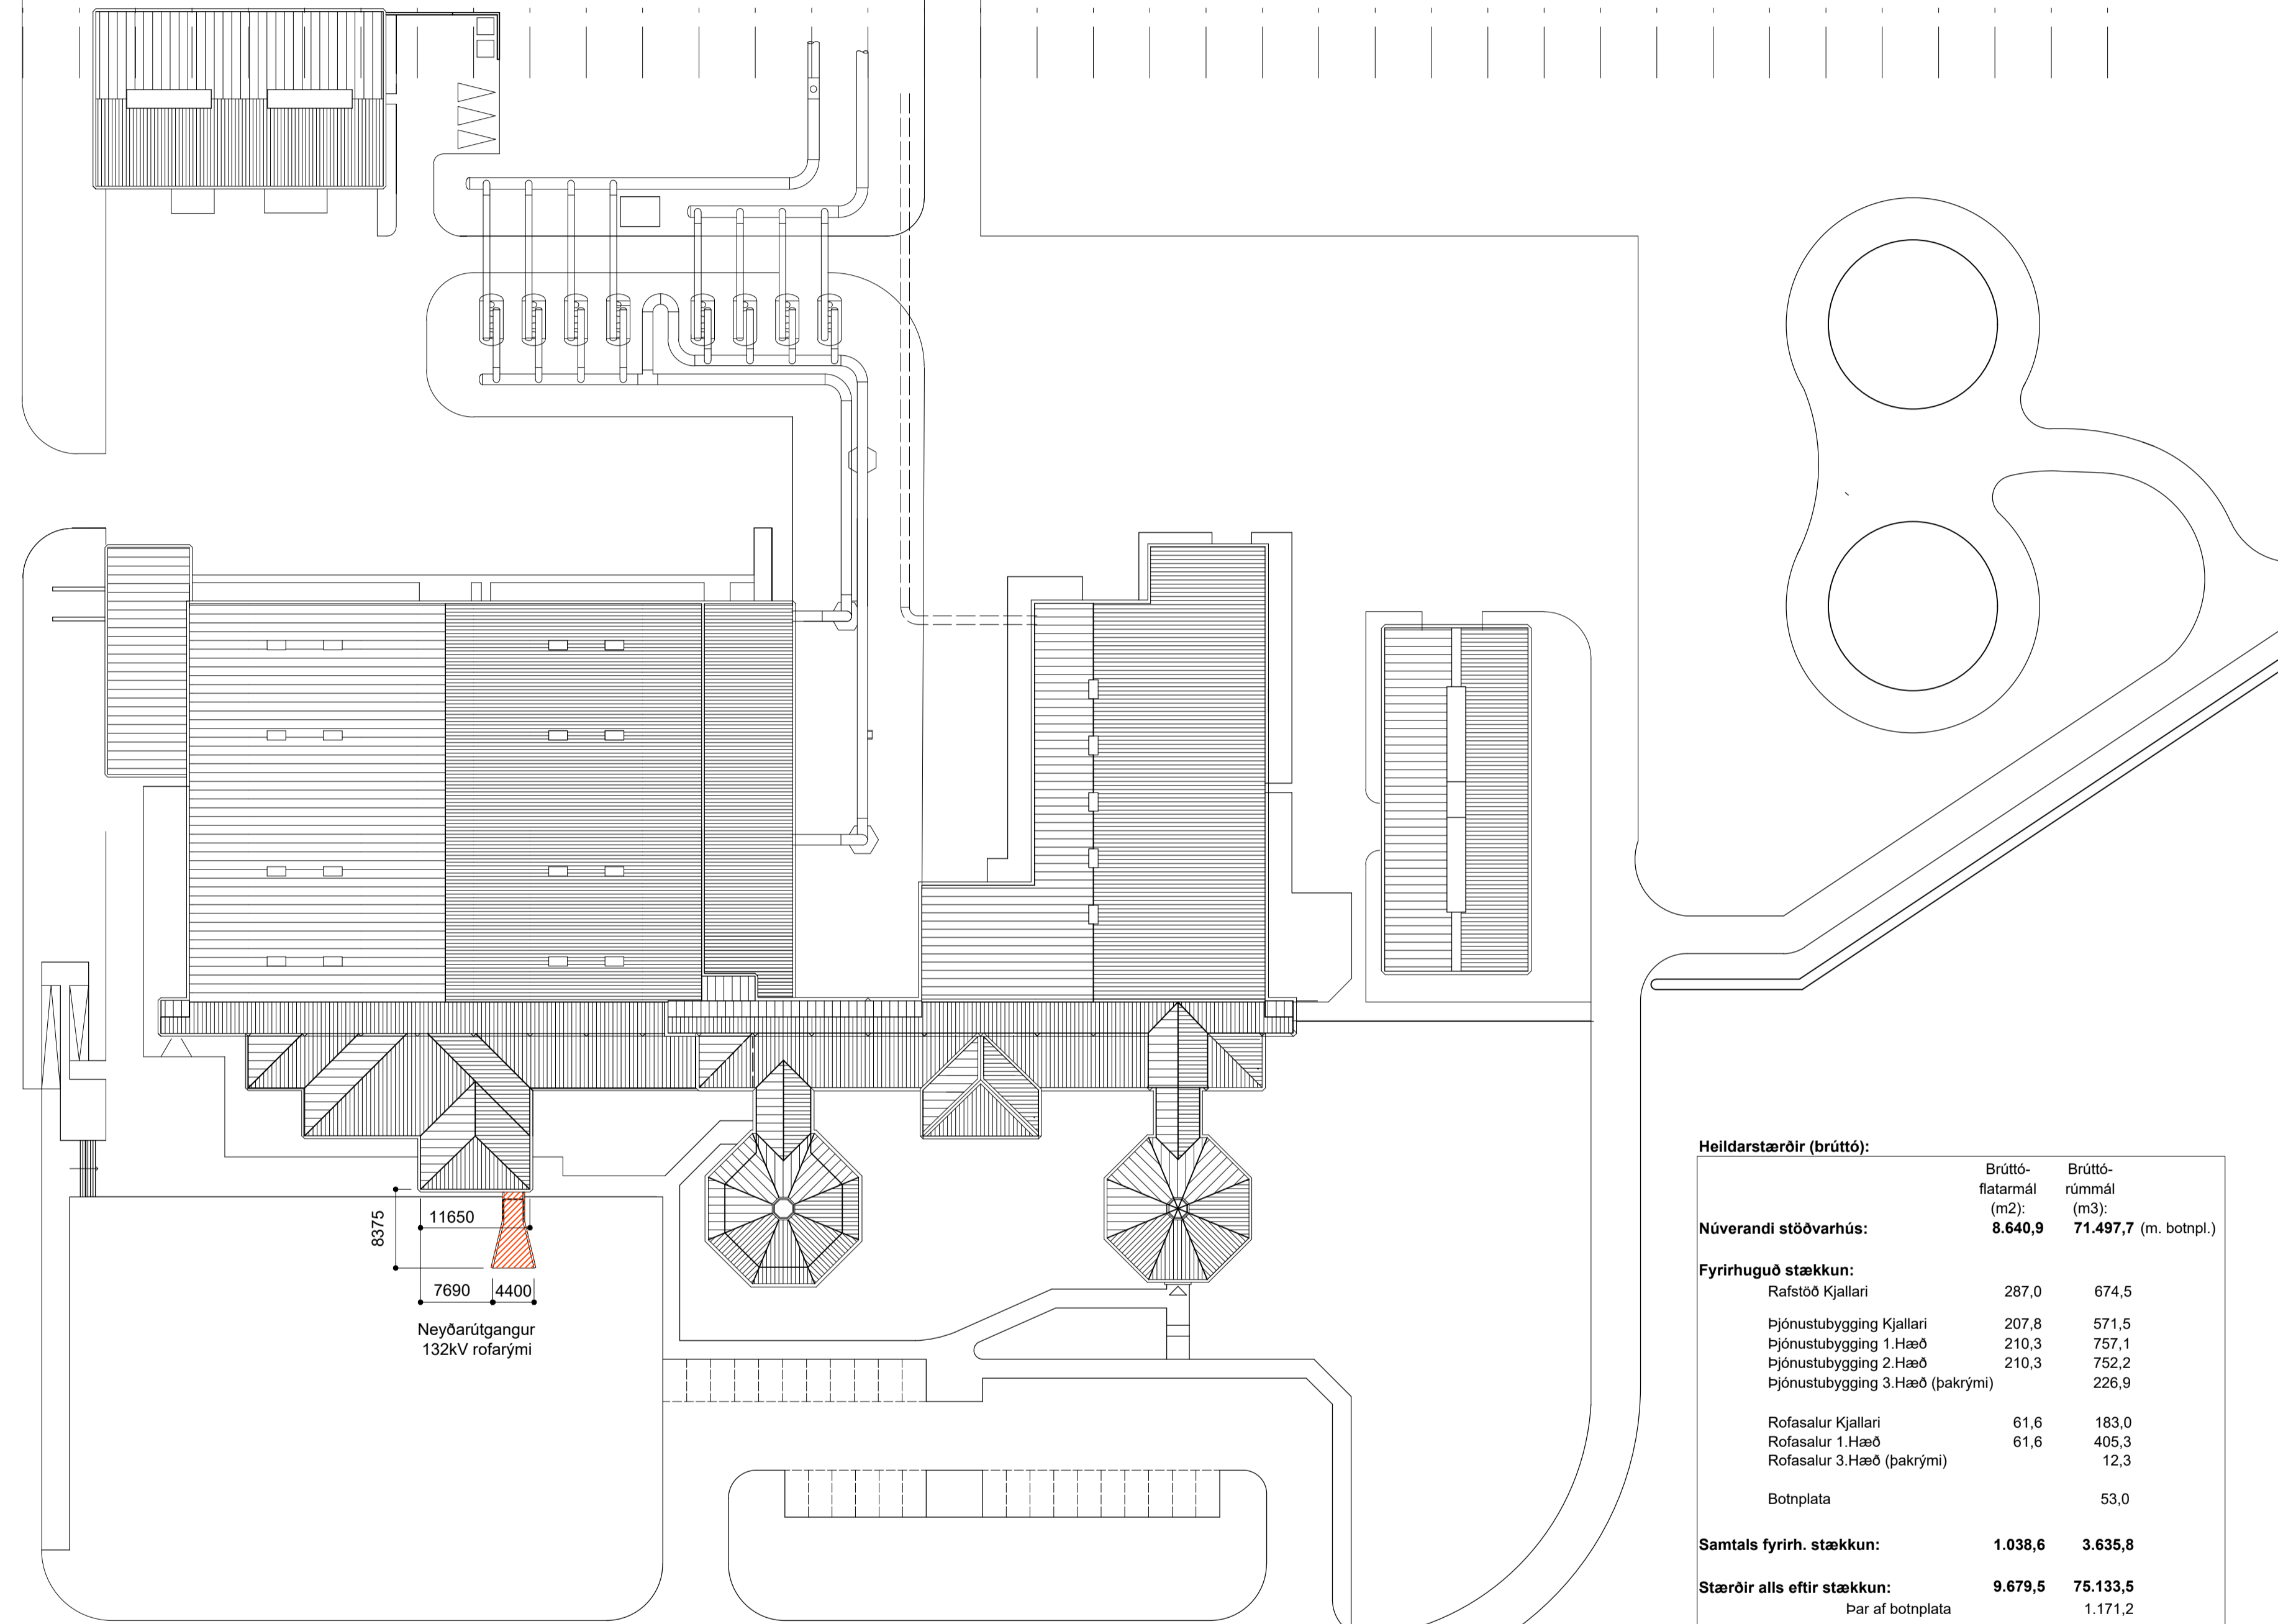 8375
11650
7690 4400
Neyðarútgangur
132kV rofarými
Heildarstærðir (brúttó):
Brúttó- Brúttó-
flatarmál rúmmál
(m2): (m3):
Núverandi stöðvarhús: 8.640,9 71.497,7 (m. botnpl.)
Fyrirhuguð stækkun:
Rafstöð Kjallari 287,0 674,5
Þjónustubygging Kjallari 207,8 571,5
Þjónustubygging 1.Hæð 210,3 757,1
Þjónustubygging 2.Hæð 210,3 752,2
Þjónustubygging 3.Hæð (þakrými) 226,9
Rofasalur Kjallari 61,6 183,0
Rofasalur 1.Hæð 61,6 405,3
Rofasalur 3.Hæð (þakrými) 12,3
Botnplata 53,0
Samtals fyrirh. stækkun: 1.038,6 3.635,8
Stærðir alls eftir stækkun: 9.679,5 75.133,5
Þar af botnplata 1.171,2